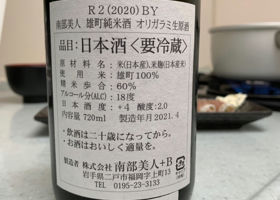 R2(2020)BY
南部美人 雄町純米酒 オリガラミ生原酒
品目:日本酒〈要冷蔵〉
原材料名:米(日本産)、米麹(日本産米)
使用米:雄町100%
精米歩合:60%
アルコール分(ALC):18度
日本酒度:+4 酸度:2.0
内容量:720ml 製造年月2021.4
・飲酒は二十歳になってから。
・お酒はおいしく適量を。
製造者 株式会社 南部美人+B
岩手県二戸市福岡字上町13
TEL 0195-23-3133